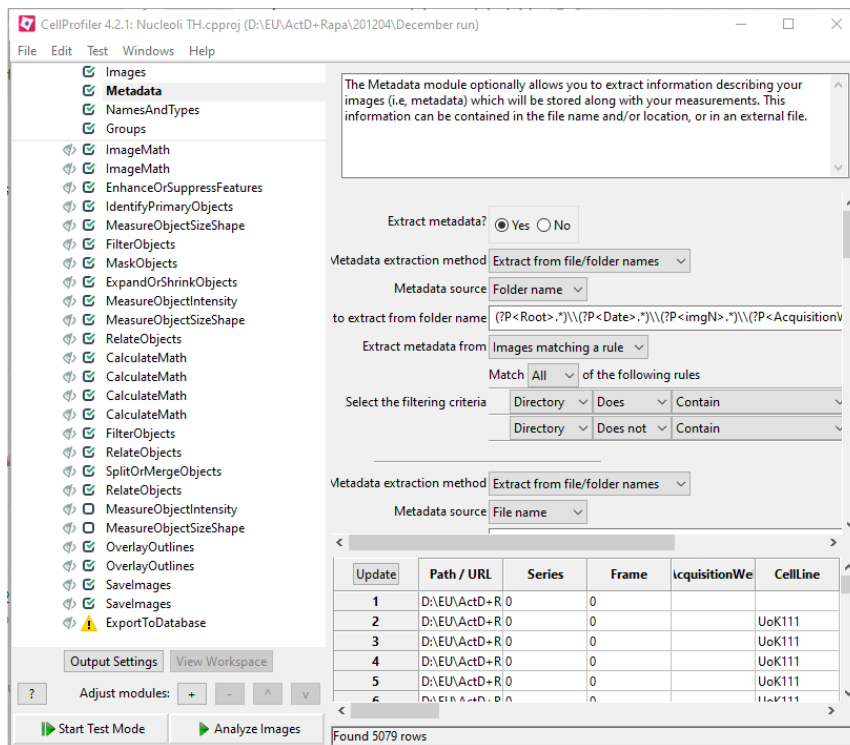 CellProfiler 4.2.1: Nucleoli TH.cpproj (D:\EU\ActD+Rapa\201204\December run)
File Edit Test Windows Help
Images
Metadata
NamesAndTypes
Groups
ImageMath
ImageMath
EnhanceOrSuppressFeatures
IdentifyPrimaryObjects
MeasureObjectSizeShape
FilterObjects
MaskObjects
ExpandOrShrinkObjects
MeasureObjectIntensity
MeasureObjectSizeShape
RelateObjects
CalculateMath
CalculateMath
CalculateMath
CalculateMath
FilterObjects
RelateObjects
SplitOrMergeObjects
RelateObjects
MeasureObjectIntensity
MeasureObjectSizeShape
OverlayOutlines
OverlayOutlines
SaveImages
SaveImages
ExportToDatabase
Output Settings View Workspace
? Adjust modules: + - ^ v
Start Test Mode Analyze Images
The Metadata module optionally allows you to extract information describing your
images (i.e, metadata) which will be stored along with your measurements. This
information can be contained in the file name and/or location, or in an external file.
Extract metadata? Yes No
Metadata extraction method Extract from file/folder names
Metadata source Folder name
to extract from folder name (?P<Root>.*)\\(?P<Date>.*)\\(?P<imgN>.*)\\(?P<AcquisitionW
Extract metadata from Images matching a rule
Match All of the following rules
Select the filtering criteria Directory Does Contain
Directory Does not Contain
Metadata extraction method Extract from file/folder names
Metadata source File name
Update Path / URL Series Frame AcquisitionWe CellLine
1 D:\EU\ActD+R 0 0
2 D:\EU\ActD+R 0 0 UoK111
3 D:\EU\ActD+R 0 0 UoK111
4 D:\EU\ActD+R 0 0 UoK111
5 D:\EU\ActD+R 0 0 UoK111
6 D:\EU\ActD+R 0 0 UoK111
Found 5079 rows